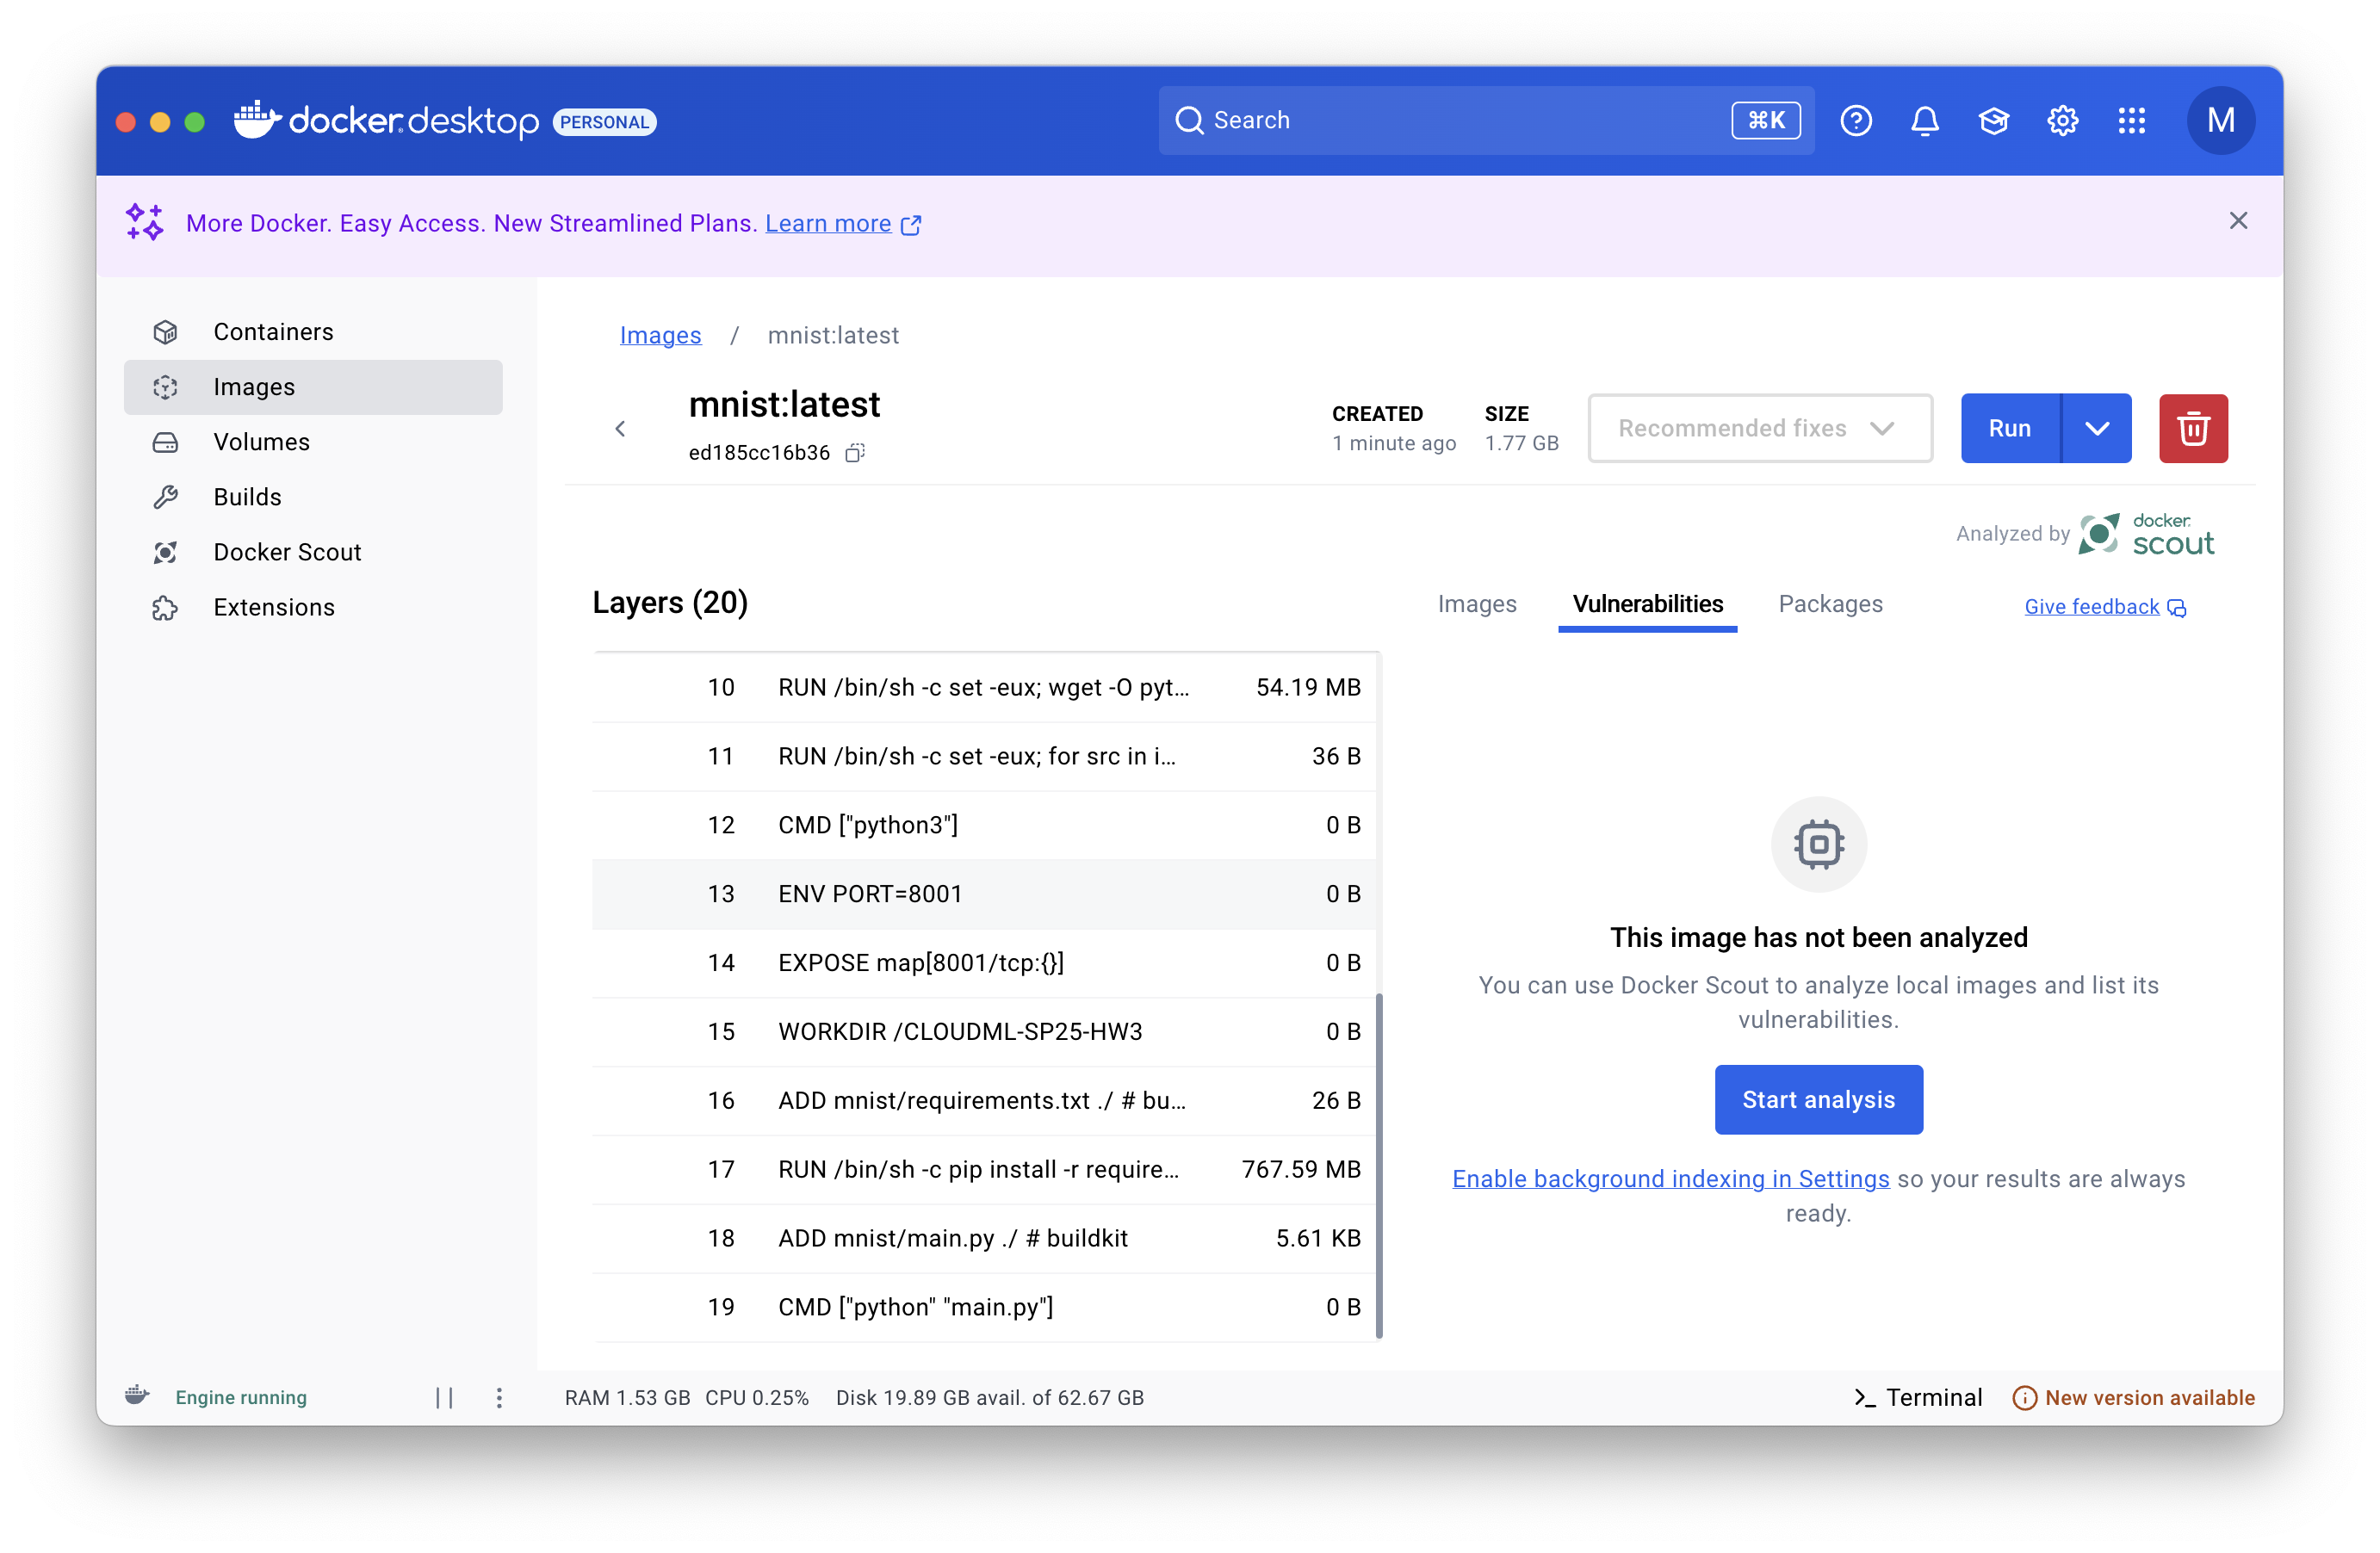 docker desktop PERSONAL
Search ⌘K
M
More Docker. Easy Access. New Streamlined Plans. Learn more
Containers
Images
Volumes
Builds
Docker Scout
Extensions
Images / mnist:latest
mnist:latest
ed185cc16b36
CREATED
1 minute ago
SIZE
1.77 GB
Recommended fixes
Run
Analyzed by docker scout
Layers (20)
10 RUN /bin/sh -c set -eux; wget -O pyt... 54.19 MB
11 RUN /bin/sh -c set -eux; for src in i... 36 B
12 CMD ["python3"] 0 B
13 ENV PORT=8001 0 B
14 EXPOSE map[8001/tcp:{}] 0 B
15 WORKDIR /CLOUDML-SP25-HW3 0 B
16 ADD mnist/requirements.txt ./ # bu... 26 B
17 RUN /bin/sh -c pip install -r require... 767.59 MB
18 ADD mnist/main.py ./ # buildkit 5.61 KB
19 CMD ["python" "main.py"] 0 B
Images Vulnerabilities Packages Give feedback
This image has not been analyzed
You can use Docker Scout to analyze local images and list its
vulnerabilities.
Start analysis
Enable background indexing in Settings so your results are always
ready.
Engine running
RAM 1.53 GB CPU 0.25% Disk 19.89 GB avail. of 62.67 GB
>_ Terminal
New version available